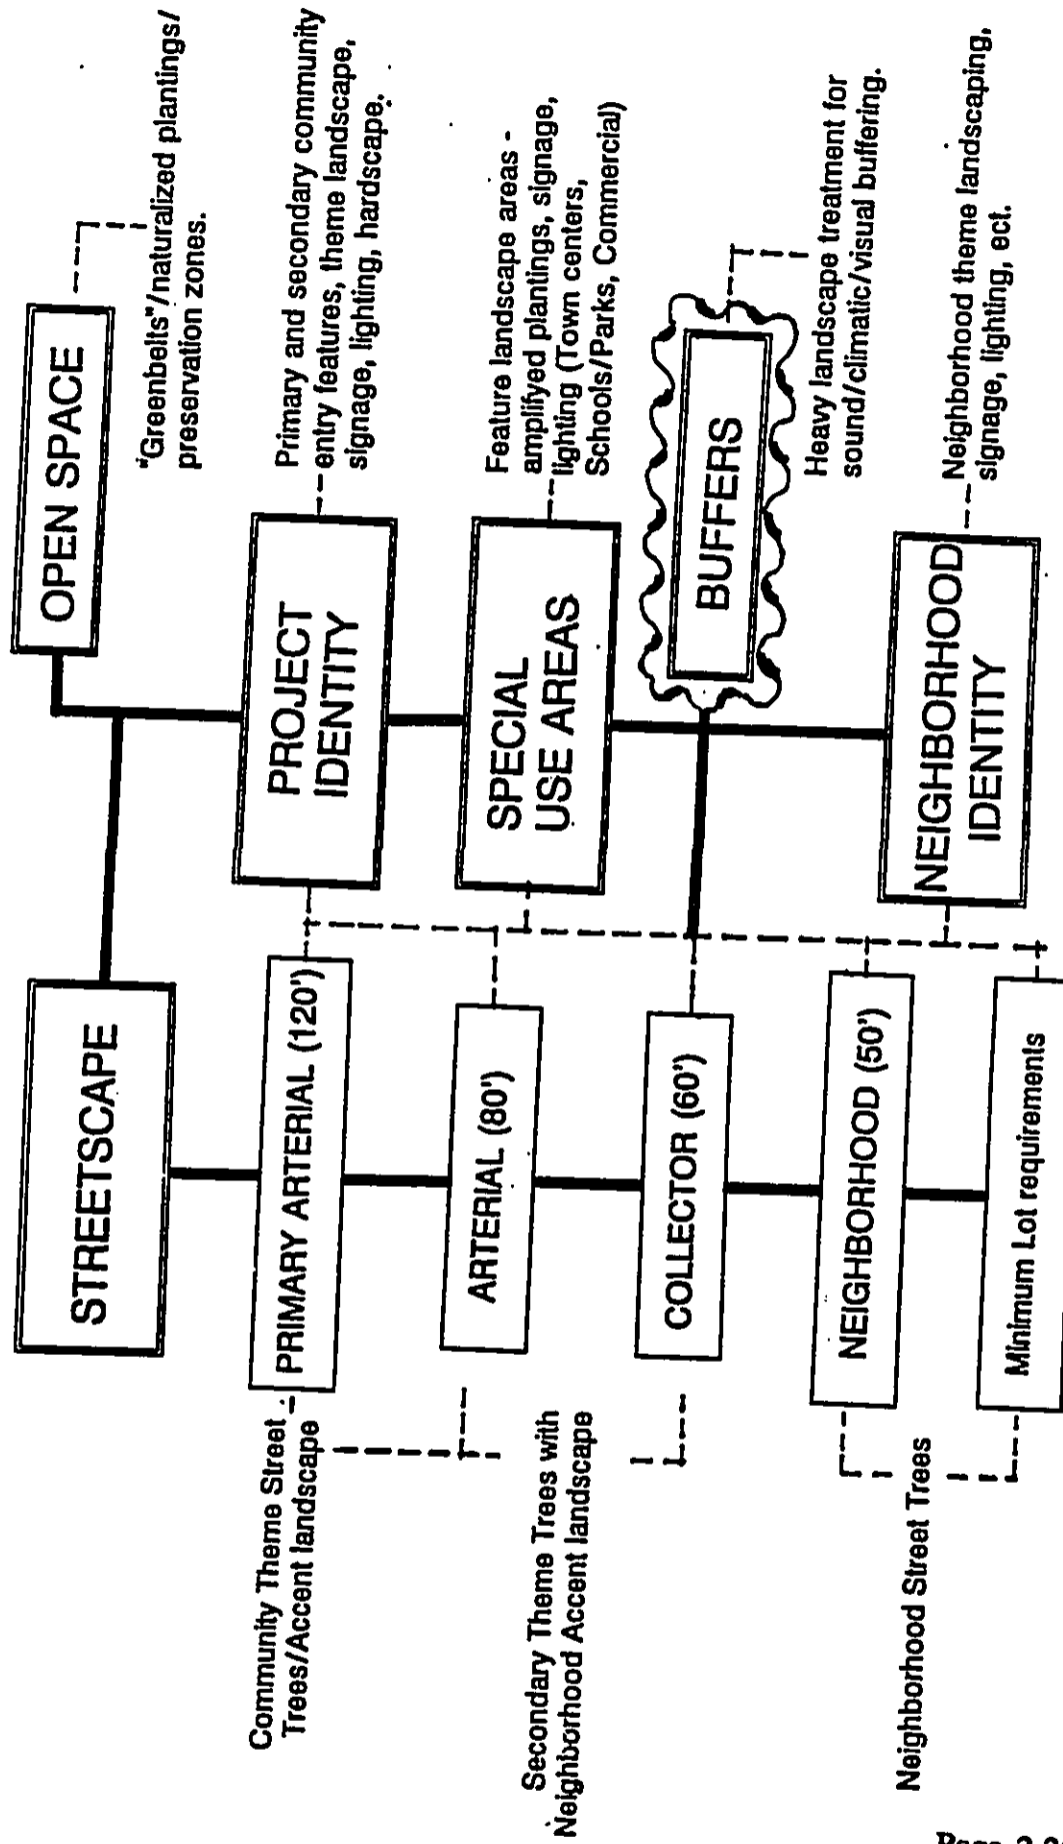 STREETSCAPE
OPEN SPACE
"Greenbelts"/naturalized plantings/
preservation zones.
Community Theme Street
Trees/Accent landscape
PRIMARY ARTERIAL (120')
PROJECT
IDENTITY
Primary and secondary community
entry features, theme landscape,
signage, lighting, hardscape.
ARTERIAL (80')
SPECIAL
USE AREAS
Feature landscape areas -
amplifyed plantings, signage,
lighting (Town centers,
Schools/Parks, Commercial)
Secondary Theme Trees with
Neighborhood Accent landscape
COLLECTOR (60')
BUFFERS
Heavy landscape treatment for
sound/climatic/visual buffering.
NEIGHBORHOOD (50')
NEIGHBORHOOD
IDENTITY
Neighborhood theme landscaping,
signage, lighting, ect.
Neighborhood Street Trees
Minimum Lot requirements
Page